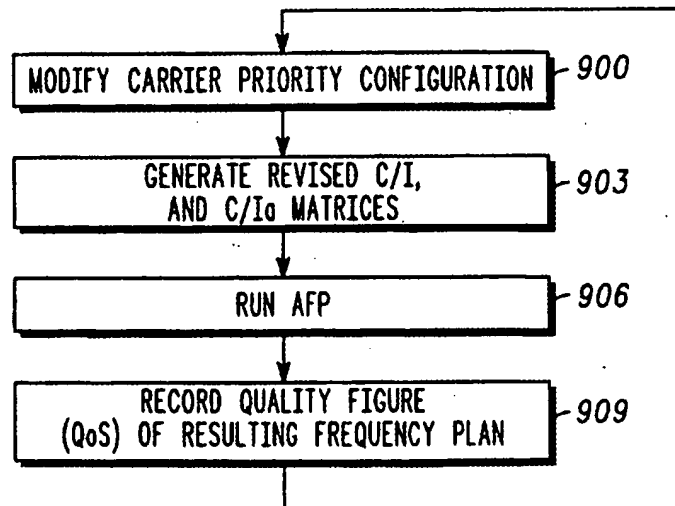 MODIFY CARRIER PRIORITY CONFIGURATION 900
GENERATE REVISED C/I,
AND C/Ia MATRICES
903
RUN AFP 906
RECORD QUALITY FIGURE
(QoS) OF RESULTING FREQUENCY PLAN
909